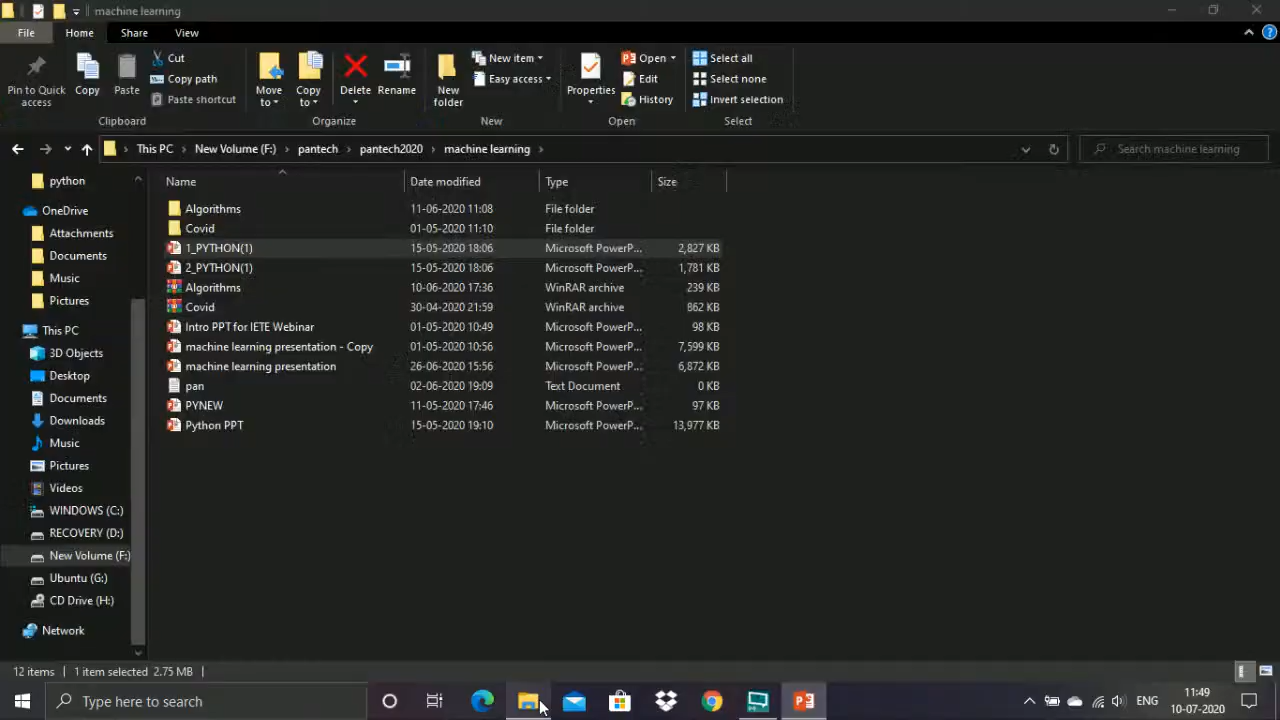 machine learning
File Home Share View
Pin to Quick access
Copy
Paste
Cut
Copy path
Paste shortcut
Clipboard
Move to
Copy to
Delete
Rename
Organize
New folder
New item
Easy access
New
Properties
Open
Edit
History
Open
Select all
Select none
Invert selection
Select
This PC New Volume (F:) pantech pantech2020 machine learning
Search machine learning
python
OneDrive
Attachments
Documents
Music
Pictures
This PC
3D Objects
Desktop
Documents
Downloads
Music
Pictures
Videos
WINDOWS (C:)
RECOVERY (D:)
New Volume (F:)
Ubuntu (G:)
CD Drive (H:)
Network
Name Date modified Type Size
Algorithms 11-06-2020 11:08 File folder
Covid 01-05-2020 11:10 File folder
1_PYTHON(1) 15-05-2020 18:06 Microsoft PowerP... 2,827 KB
2_PYTHON(1) 15-05-2020 18:06 Microsoft PowerP... 1,781 KB
Algorithms 10-06-2020 17:36 WinRAR archive 239 KB
Covid 30-04-2020 21:59 WinRAR archive 862 KB
Intro PPT for IETE Webinar 01-05-2020 10:49 Microsoft PowerP... 98 KB
machine learning presentation - Copy 01-05-2020 10:56 Microsoft PowerP... 7,599 KB
machine learning presentation 26-06-2020 15:56 Microsoft PowerP... 6,872 KB
pan 02-06-2020 19:09 Text Document 0 KB
PYNEW 11-05-2020 17:46 Microsoft PowerP... 97 KB
Python PPT 15-05-2020 19:10 Microsoft PowerP... 13,977 KB
12 items 1 item selected 2.75 MB
Type here to search
ENG
11:49
10-07-2020